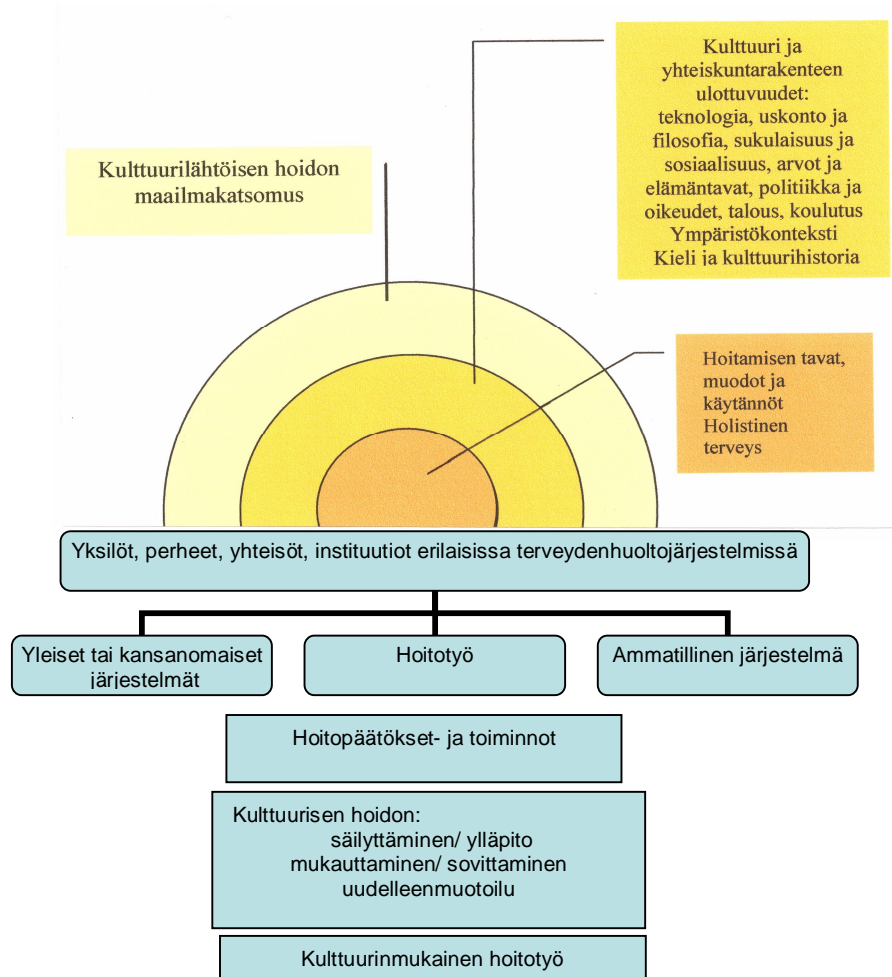 Kulttuuri ja
yhteiskuntarakenteen
ulottuvuudet:
teknologia, uskonto ja
filosofia, sukulaisuus ja
sosiaalisuus, arvot ja
elämäntavat, politiikka ja
oikeudet, talous, koulutus
Ympäristökonteksti
Kieli ja kulttuurihistoria
Kulttuurilähtöisen hoidon
maailmakatsomus
Hoitamisen tavat,
muodot ja
käytännöt
Holistinen
terveys
Yksilöt, perheet, yhteisöt, instituutiot erilaisissa terveydenhuoltojärjestelmissä
Yleiset tai kansanomaiset
järjestelmät
Hoitotyö
Ammatillinen järjestelmä
Hoitopäätökset- ja toiminnot
Kulttuurisen hoidon:
säilyttäminen/ ylläpito
mukauttaminen/ sovittaminen
uudelleenmuotoilu
Kulttuurinmukainen hoitotyö